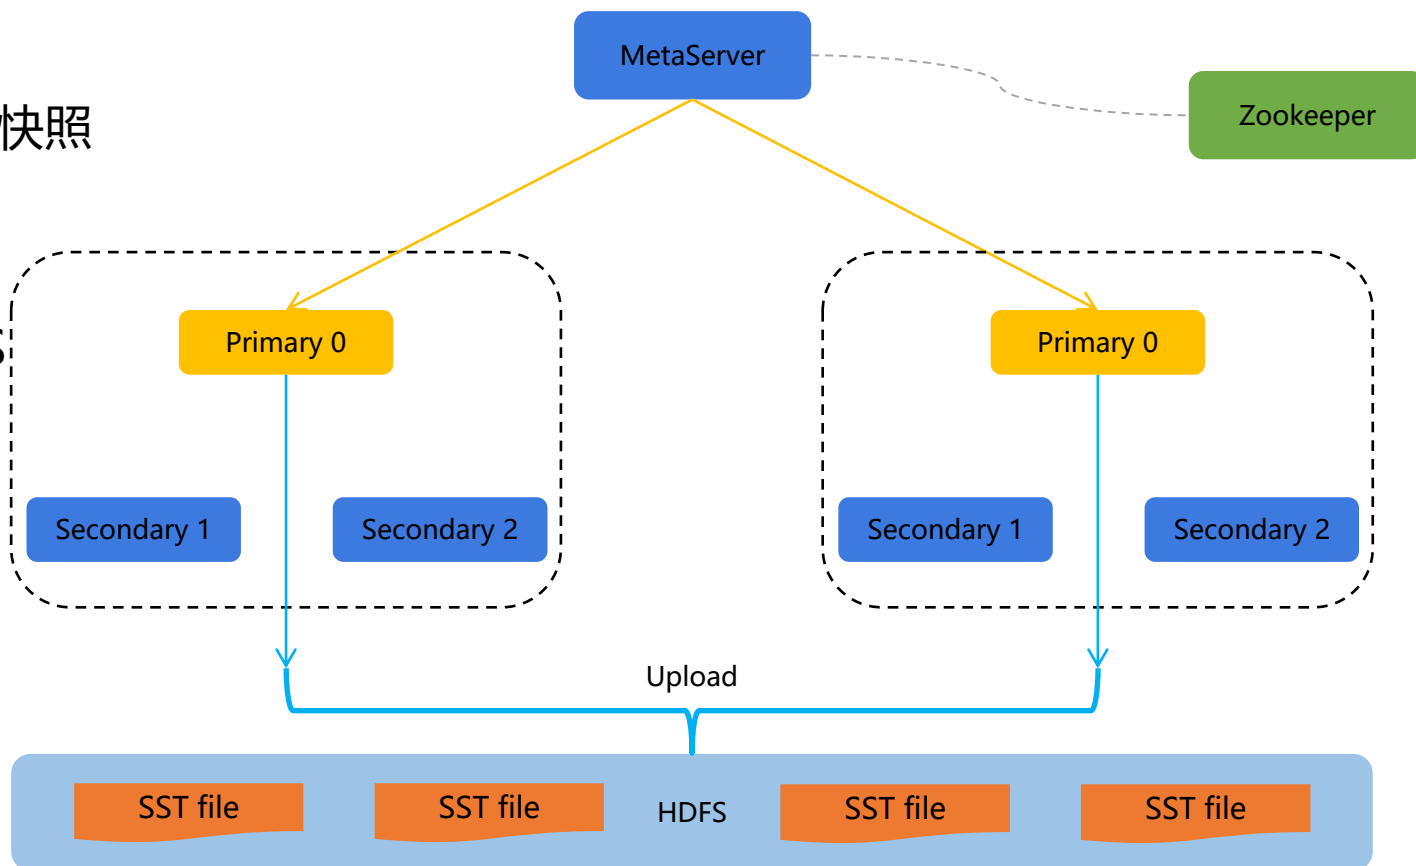 MetaServer
快照
Zookeeper
Primary 0
Primary 0
Secondary 1
Secondary 2
Secondary 1
Secondary 2
Upload
SST file
SST file
HDFS
SST file
SST file